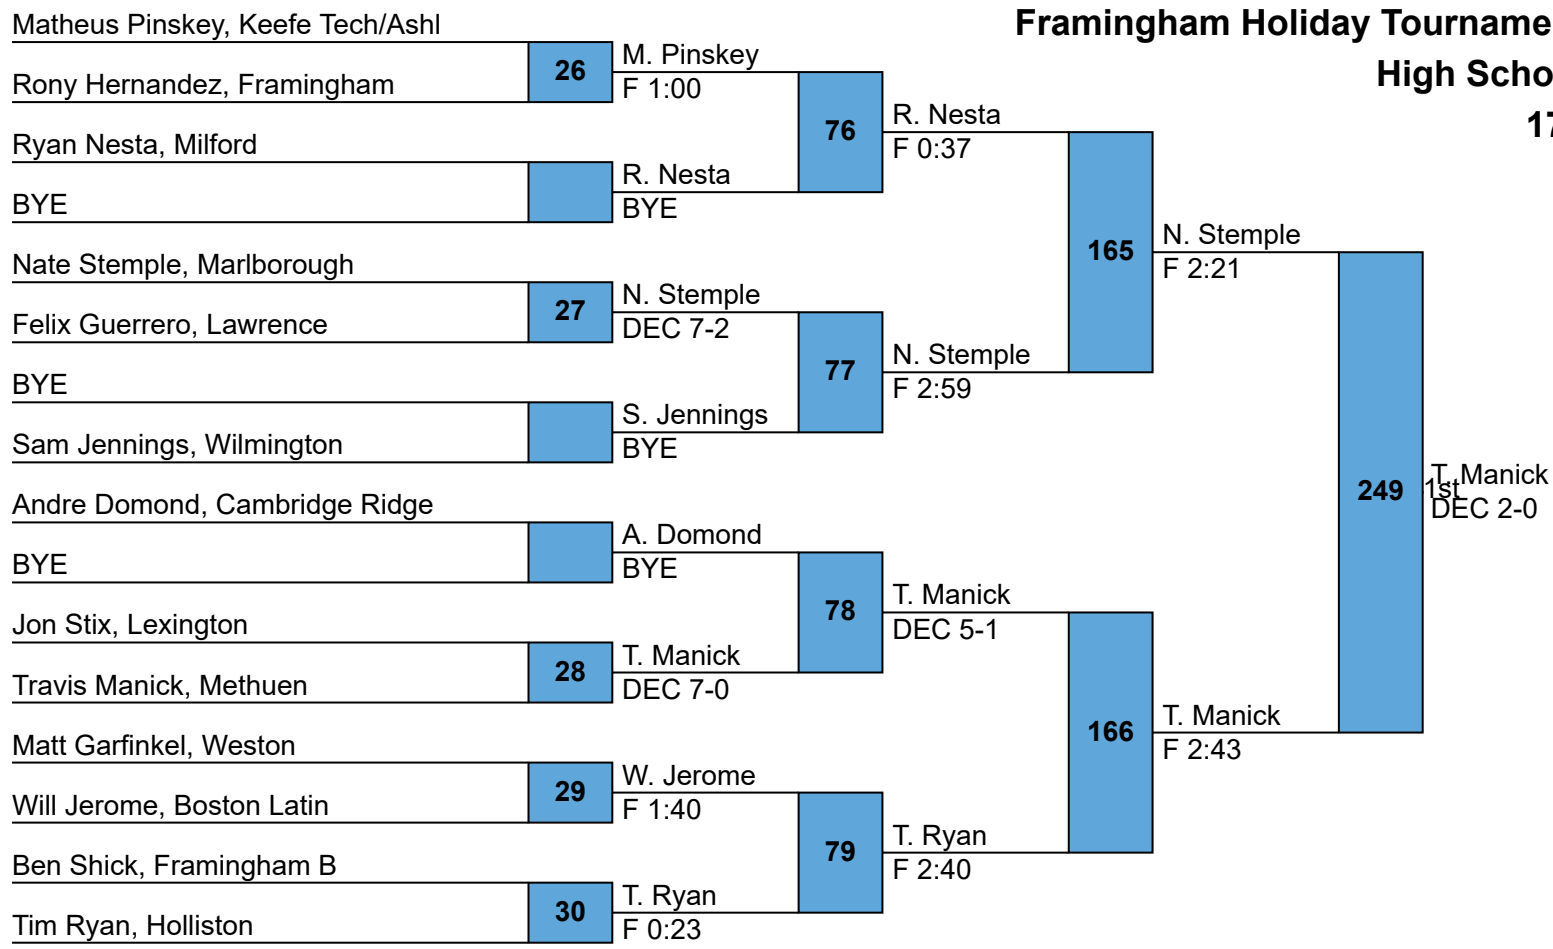 Framingham Holiday Tourname
High Scho
17
Matheus Pinskey, Keefe Tech/Ashl
Rony Hernandez, Framingham
Ryan Nesta, Milford
BYE
Nate Stemple, Marlborough
Felix Guerrero, Lawrence
BYE
Sam Jennings, Wilmington
Andre Domond, Cambridge Ridge
BYE
Jon Stix, Lexington
Travis Manick, Methuen
Matt Garfinkel, Weston
Will Jerome, Boston Latin
Ben Shick, Framingham B
Tim Ryan, Holliston
26
27
28
29
30
M. Pinskey
F 1:00
R. Nesta
BYE
N. Stemple
DEC 7-2
S. Jennings
BYE
A. Domond
BYE
T. Manick
DEC 7-0
W. Jerome
F 1:40
T. Ryan
F 0:23
76
77
78
79
R. Nesta
F 0:37
N. Stemple
F 2:59
T. Manick
DEC 5-1
T. Ryan
F 2:40
165
166
N. Stemple
F 2:21
T. Manick
F 2:43
249
T. Manick
1st
DEC 2-0